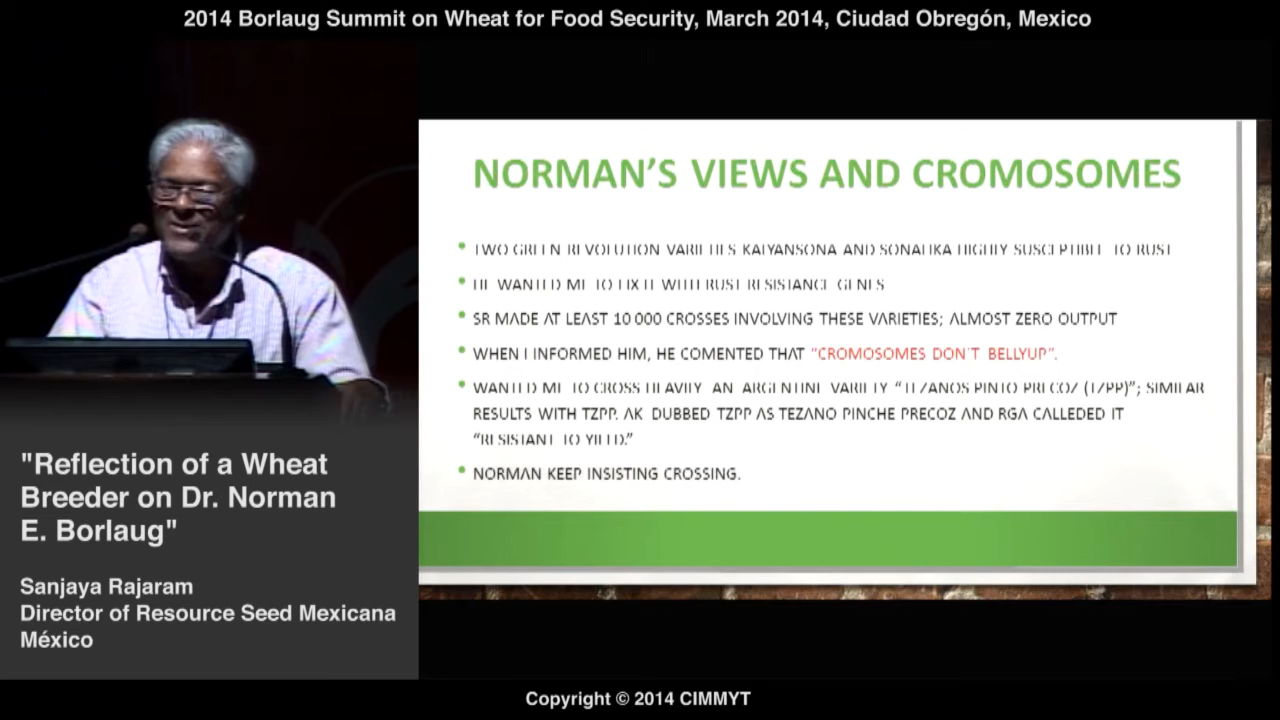 2014 Borlaug Summit on Wheat for Food Security, March 2014, Ciudad Obregón, Mexico
NORMAN'S VIEWS AND CROMOSOMES
• TWO GREEN REVOLUTION VARIETIES KALYANSONA AND SONALIKA HIGHLY SUSCEPTIBLE TO RUST
• HE WANTED ME TO FIX IT WITH RUST RESISTANCE GENES
• SR MADE AT LEAST 10 000 CROSSES INVOLVING THESE VARIETIES; ALMOST ZERO OUTPUT
• WHEN I INFORMED HIM, HE COMENTED THAT "CROMOSOMES DON´T BELLYUP".
• WANTED ME TO CROSS HEAVILY AN ARGENTINE VARIETY "TEZANOS PINTO PRECOZ (TZPP)"; SIMILAR
RESULTS WITH TZPP. AK DUBBED TZPP AS TEZANO PINCHE PRECOZ AND RGA CALLEDED IT
"RESISTANT TO YIELD."
• NORMAN KEEP INSISTING CROSSING.
"Reflection of a Wheat
Breeder on Dr. Norman
E. Borlaug"
Sanjaya Rajaram
Director of Resource Seed Mexicana
México
Copyright © 2014 CIMMYT